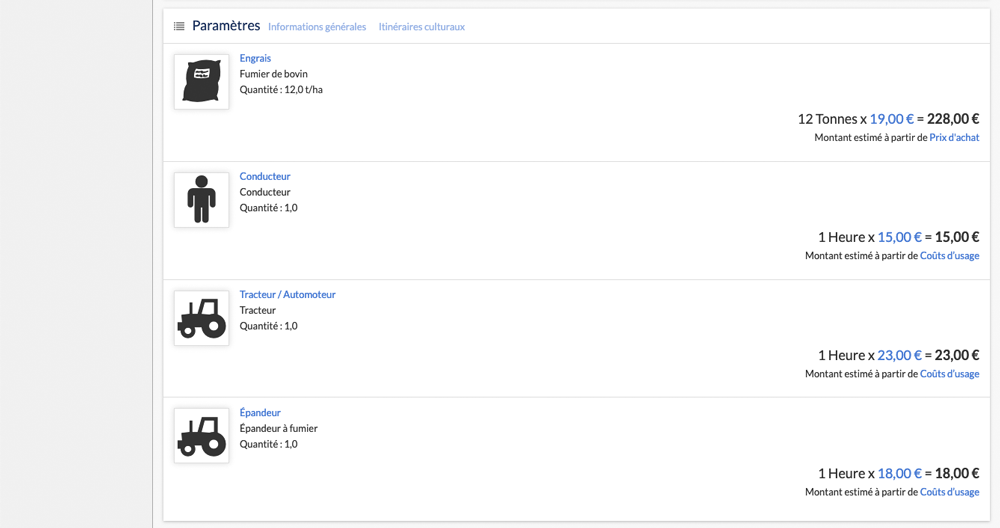 Paramètres Informations générales Itinéraires culturaux
Engrais
Fumier de bovin
Quantité : 12,0 t/ha
12 Tonnes x 19,00 € = 228,00 €
Montant estimé à partir de Prix d'achat
Conducteur
Conducteur
Quantité : 1,0
1 Heure x 15,00 € = 15,00 €
Montant estimé à partir de Coûts d'usage
Tracteur / Automoteur
Tracteur
Quantité : 1,0
1 Heure x 23,00 € = 23,00 €
Montant estimé à partir de Coûts d'usage
Épandeur
Épandeur à fumier
Quantité : 1,0
1 Heure x 18,00 € = 18,00 €
Montant estimé à partir de Coûts d'usage